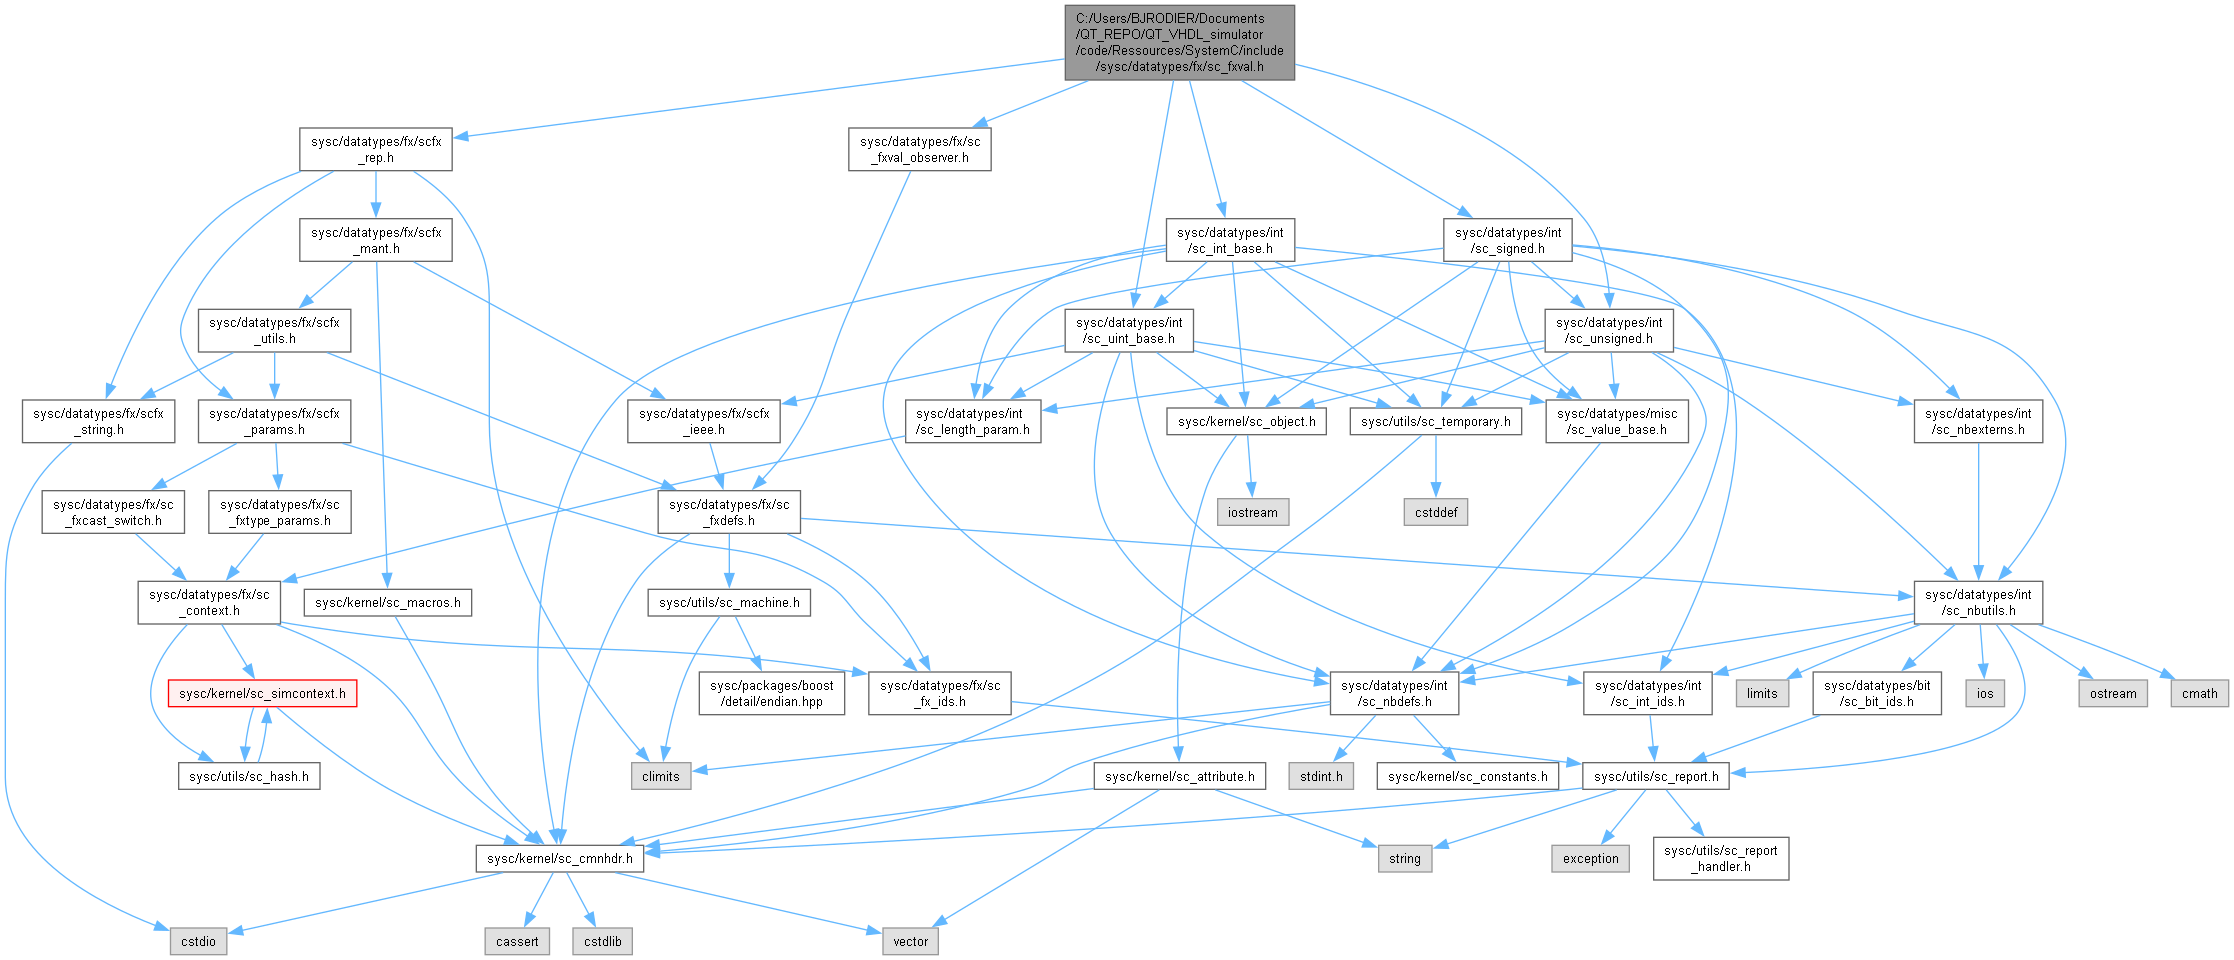 C:/Users/BJRODIER/Documents
/QT_REPO/QT_VHDL_simulator
/code/Ressources/SystemC/include
/sysc/datatypes/fx/sc_fxval.h
sysc/datatypes/fx/scfx
_rep.h
sysc/datatypes/fx/sc
_fxval_observer.h
sysc/datatypes/fx/scfx
_mant.h
sysc/datatypes/int
/sc_int_base.h
sysc/datatypes/int
/sc_signed.h
sysc/datatypes/fx/scfx
_utils.h
sysc/datatypes/int
/sc_uint_base.h
sysc/datatypes/int
/sc_unsigned.h
sysc/datatypes/fx/scfx
_string.h
sysc/datatypes/fx/scfx
_params.h
sysc/datatypes/fx/scfx
_ieee.h
sysc/datatypes/int
/sc_length_param.h
sysc/kernel/sc_object.h
sysc/utils/sc_temporary.h
sysc/datatypes/misc
/sc_value_base.h
sysc/datatypes/int
/sc_nbexterns.h
sysc/datatypes/fx/sc
_fxcast_switch.h
sysc/datatypes/fx/sc
_fxtype_params.h
sysc/datatypes/fx/sc
_fxdefs.h
iostream
cstddef
sysc/datatypes/fx/sc
_context.h
sysc/kernel/sc_macros.h
sysc/utils/sc_machine.h
sysc/datatypes/int
/sc_nbutils.h
sysc/kernel/sc_simcontext.h
sysc/packages/boost
/detail/endian.hpp
sysc/datatypes/fx/sc
_fx_ids.h
sysc/datatypes/int
/sc_nbdefs.h
sysc/datatypes/int
/sc_int_ids.h
limits
sysc/datatypes/bit
/sc_bit_ids.h
ios
ostream
cmath
sysc/utils/sc_hash.h
climits
sysc/kernel/sc_attribute.h
stdint.h
sysc/kernel/sc_constants.h
sysc/utils/sc_report.h
sysc/kernel/sc_cmnhdr.h
string
exception
sysc/utils/sc_report
_handler.h
cstdio
cassert
cstdlib
vector